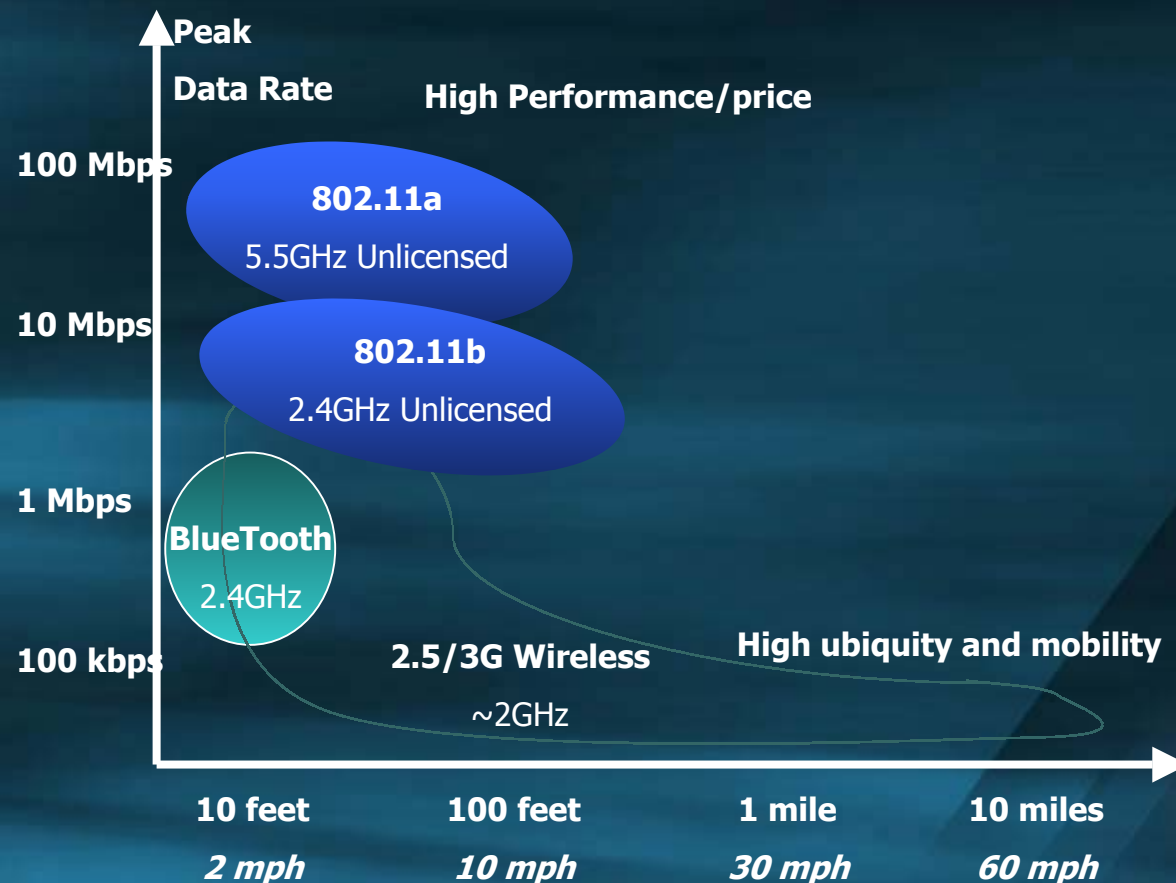 Peak
Data Rate
High Performance/price
100 Mbps
802.11a
5.5GHz Unlicensed
10 Mbps
802.11b
2.4GHz Unlicensed
1 Mbps
BlueTooth
2.4GHz
100 kbps
2.5/3G Wireless
~2GHz
High ubiquity and mobility
10 feet 100 feet 1 mile 10 miles
2 mph 10 mph 30 mph 60 mph